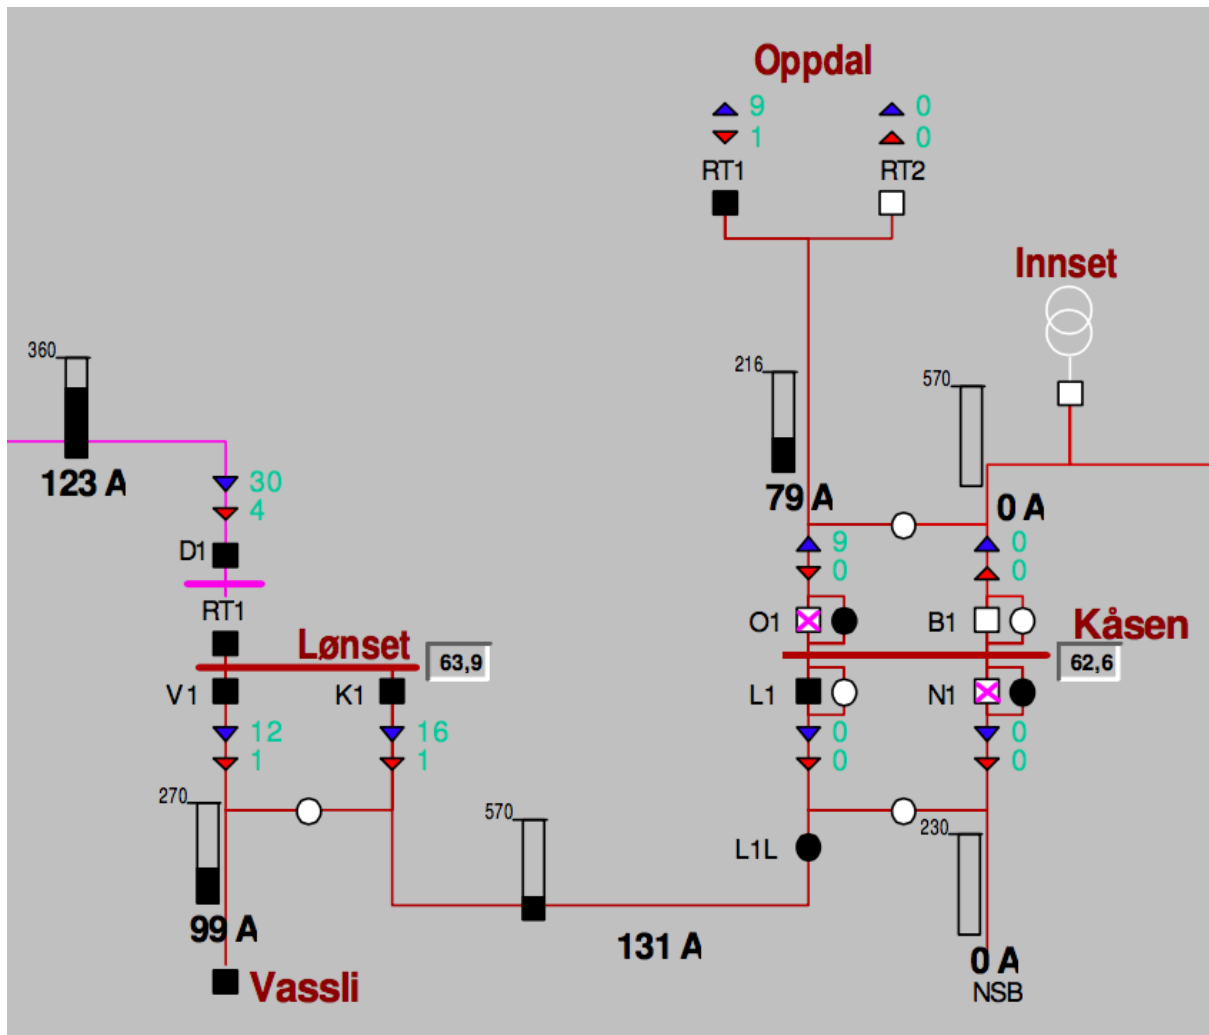 Oppdal
9
0
1
0
RT1
RT2
Innset
360
216
570
123 A
30
4
79 A
0 A
D1
9
0
0
0
RT1
O1
B1
Kåsen
Lønset
63,9
62,6
V1
K1
L1
N1
12
16
0
0
1
1
0
0
270
570
230
L1L
99 A
131 A
0 A
Vassli
NSB